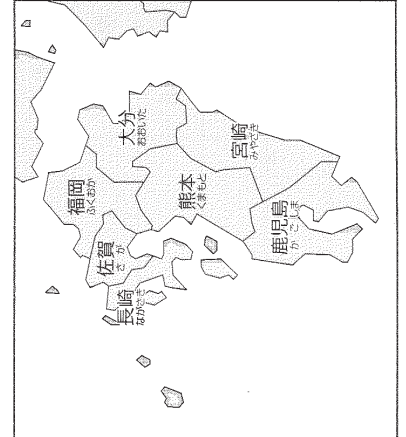 福岡
ふくおか
大分
おおいた
佐賀
さが
長崎
ながさき
熊本
くまもと
宮崎
みやざき
鹿児島
かごしま